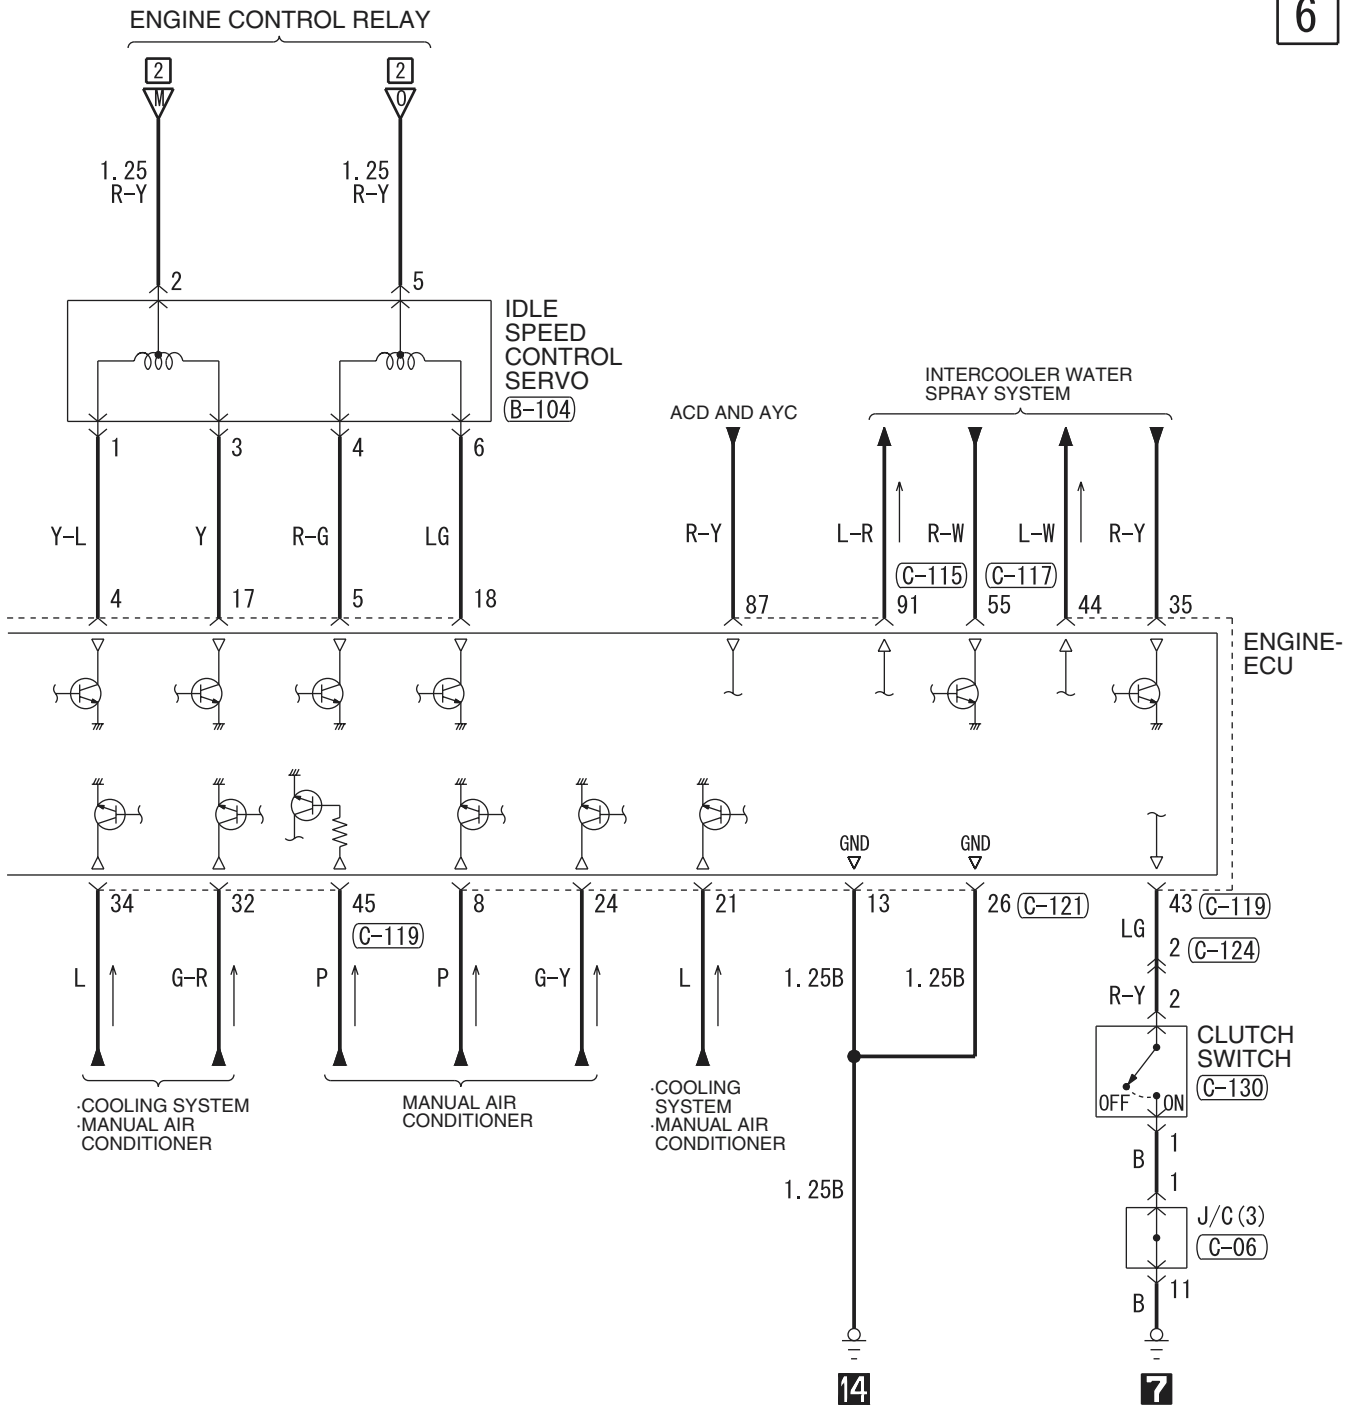 6
ENGINE CONTROL RELAY
2 2
M O
1.25 1.25
R-Y R-Y
2 5
IDLE
SPEED
CONTROL
SERVO
B-104
1 3 4 6
INTERCOOLER WATER
SPRAY SYSTEM
ACD AND AYC
Y-L Y R-G LG R-Y L-R R-W L-W R-Y
C-115 C-117
4 17 5 18 87 91 55 44 35
ENGINE-
ECU
GND GND
34 32 45 8 24 21 13 26 C-121 43 C-119
C-119
LG
2 C-124
L G-R P P G-Y L 1.25B 1.25B
R-Y 2
CLUTCH
SWITCH
C-130
OFF ON
·COOLING SYSTEM
·MANUAL AIR
CONDITIONER
MANUAL AIR
CONDITIONER
·COOLING
SYSTEM
·MANUAL AIR
CONDITIONER
1
B
1
1.25B
J/C(3)
C-06
11
B
14 7